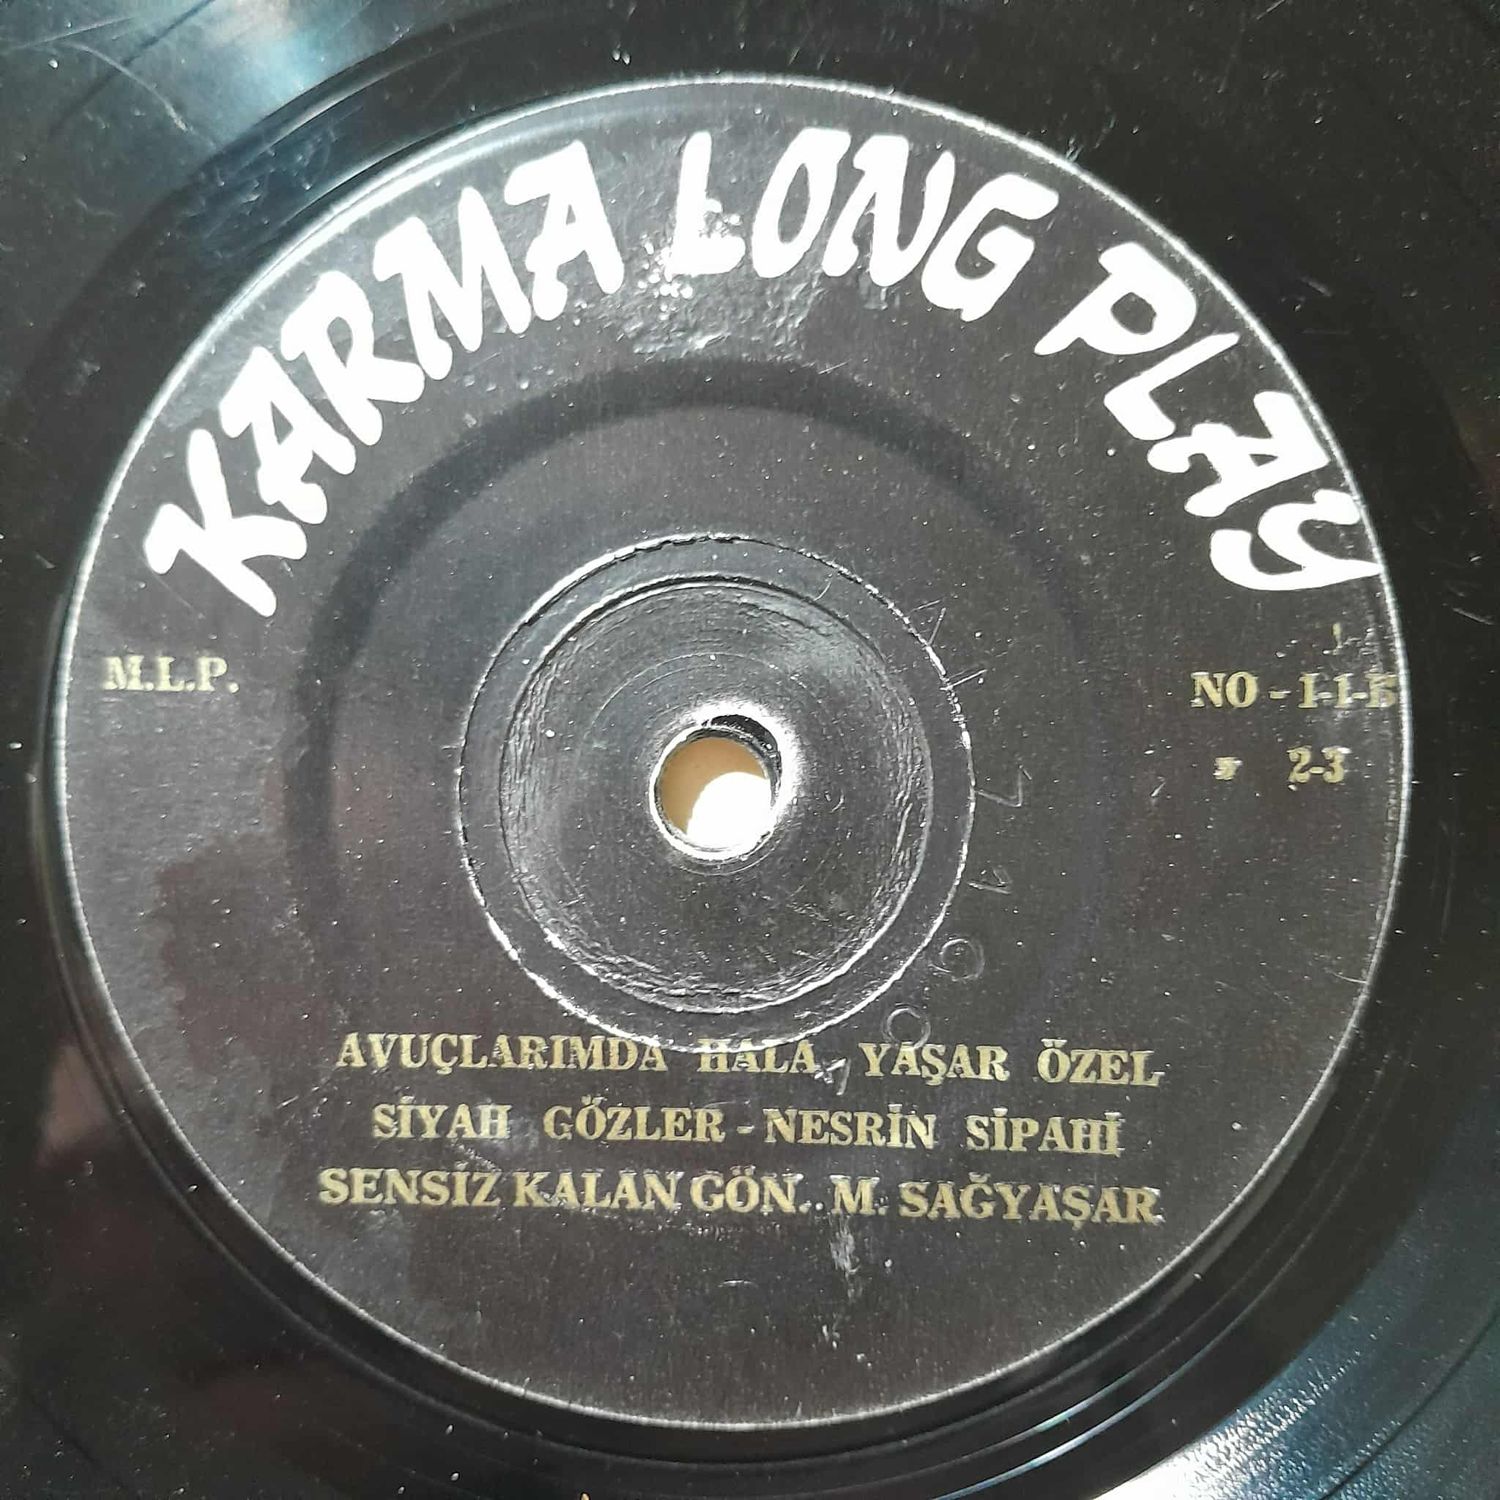 KARMA LONG PLAY
M.L.P.
NO - 1-1-B
" 2-3
AVUÇLARIMDA HALA, YAŞAR ÖZEL
SİYAH GÖZLER - NESRİN SİPAHİ
SENSİZ KALAN GÖN.. M. SAĞYAŞAR